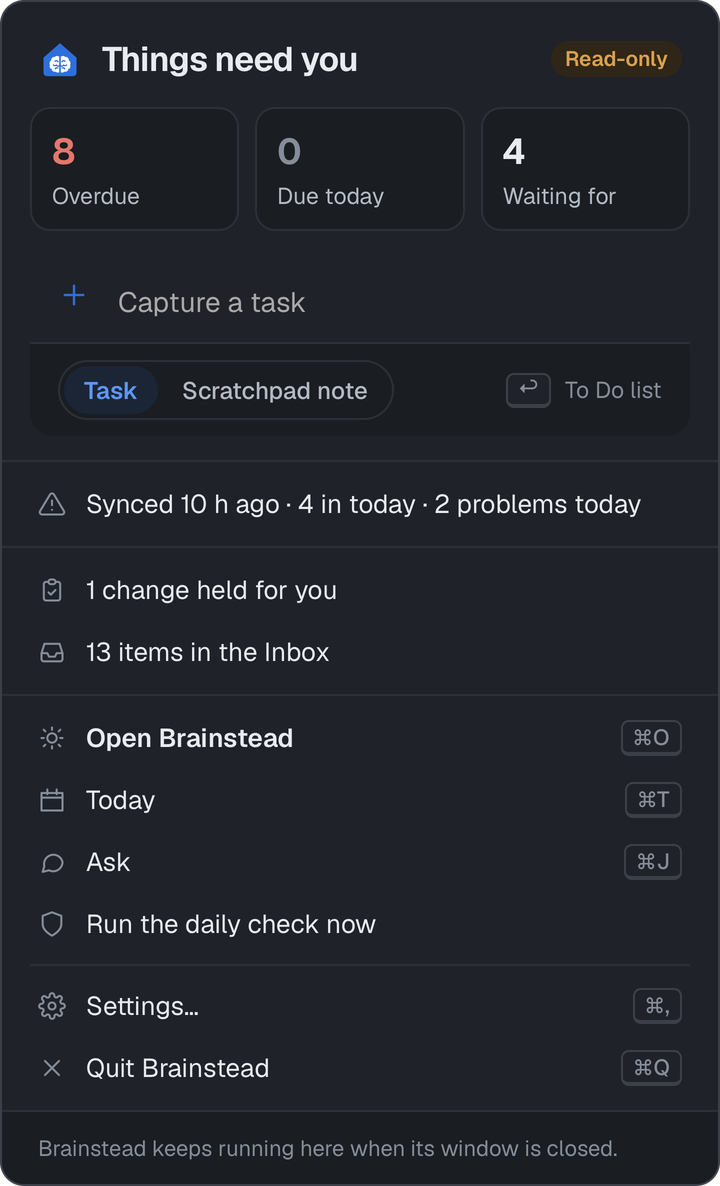 Things need you
Read-only
8
Overdue
0
Due today
4
Waiting for
+ Capture a task
Task
Scratchpad note
↵ To Do list
Synced 10 h ago · 4 in today · 2 problems today
1 change held for you
13 items in the Inbox
Open Brainstead ⌘O
Today ⌘T
Ask ⌘J
Run the daily check now
Settings… ⌘,
Quit Brainstead ⌘Q
Brainstead keeps running here when its window is closed.